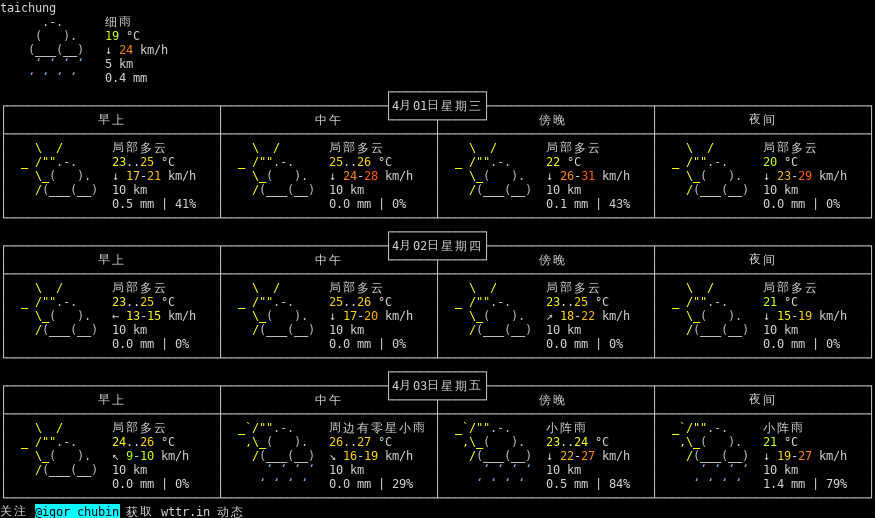 taichung
细雨
19 °C
↓ 24 km/h
5 km
0.4 mm
4月01日星期三
早上 中午 傍晚 夜间
局部多云 局部多云 局部多云 局部多云
23..25 °C 25..26 °C 22 °C 20 °C
↓ 17-21 km/h ↓ 24-28 km/h ↓ 26-31 km/h ↓ 23-29 km/h
10 km 10 km 10 km 10 km
0.5 mm | 41% 0.0 mm | 0% 0.1 mm | 43% 0.0 mm | 0%
4月02日星期四
早上 中午 傍晚 夜间
局部多云 局部多云 局部多云 局部多云
23..25 °C 25..26 °C 23..25 °C 21 °C
← 13-15 km/h ↓ 17-20 km/h ↗ 18-22 km/h ↓ 15-19 km/h
10 km 10 km 10 km 10 km
0.0 mm | 0% 0.0 mm | 0% 0.0 mm | 0% 0.0 mm | 0%
4月03日星期五
早上 中午 傍晚 夜间
局部多云 周边有零星小雨 小阵雨 小阵雨
24..26 °C 26..27 °C 23..24 °C 21 °C
↖ 9-10 km/h ↘ 16-19 km/h ↓ 22-27 km/h ↓ 19-27 km/h
10 km 10 km 10 km 10 km
0.0 mm | 0% 0.0 mm | 29% 0.5 mm | 84% 1.4 mm | 79%
关注 @igor_chubin 获取 wttr.in 动态